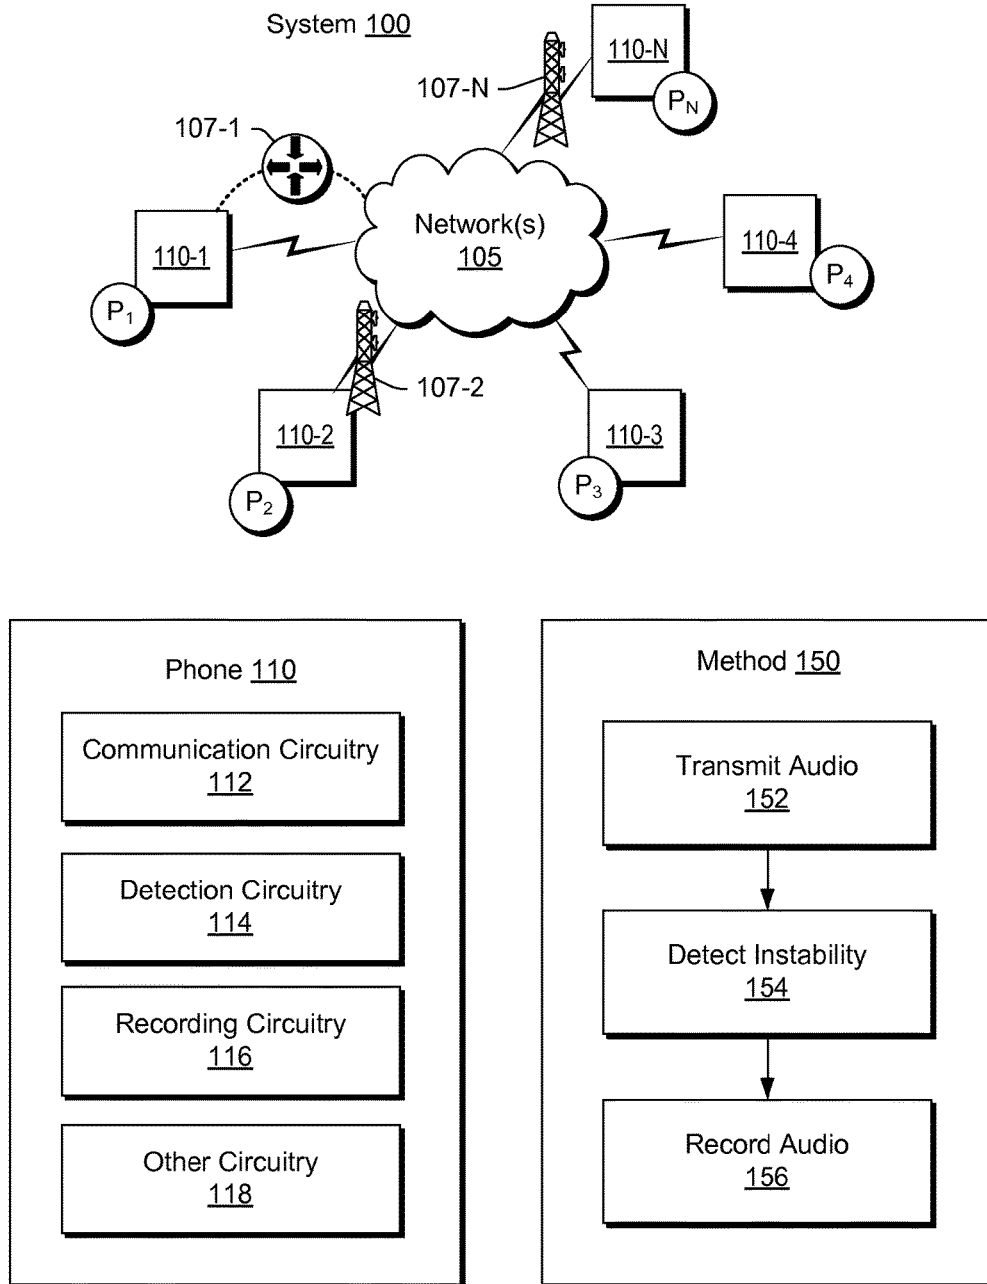 System 100
107-N
110-N
P_N
107-1
110-1
P₁
Network(s)
105
110-4
P₄
107-2
110-2
P₂
110-3
P₃
Phone 110
Communication Circuitry
112
Detection Circuitry
114
Recording Circuitry
116
Other Circuitry
118
Method 150
Transmit Audio
152
Detect Instability
154
Record Audio
156